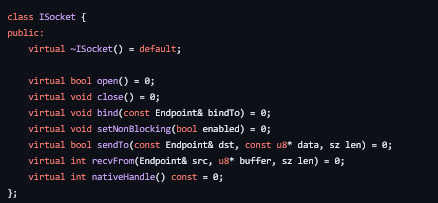 class ISocket {
public:
    virtual ~ISocket() = default;

    virtual bool open() = 0;
    virtual void close() = 0;
    virtual void bind(const Endpoint& bindTo) = 0;
    virtual void setNonBlocking(bool enabled) = 0;
    virtual bool sendTo(const Endpoint& dst, const u8* data, sz len) = 0;
    virtual int recvFrom(Endpoint& src, u8* buffer, sz len) = 0;
    virtual int nativeHandle() const = 0;
};